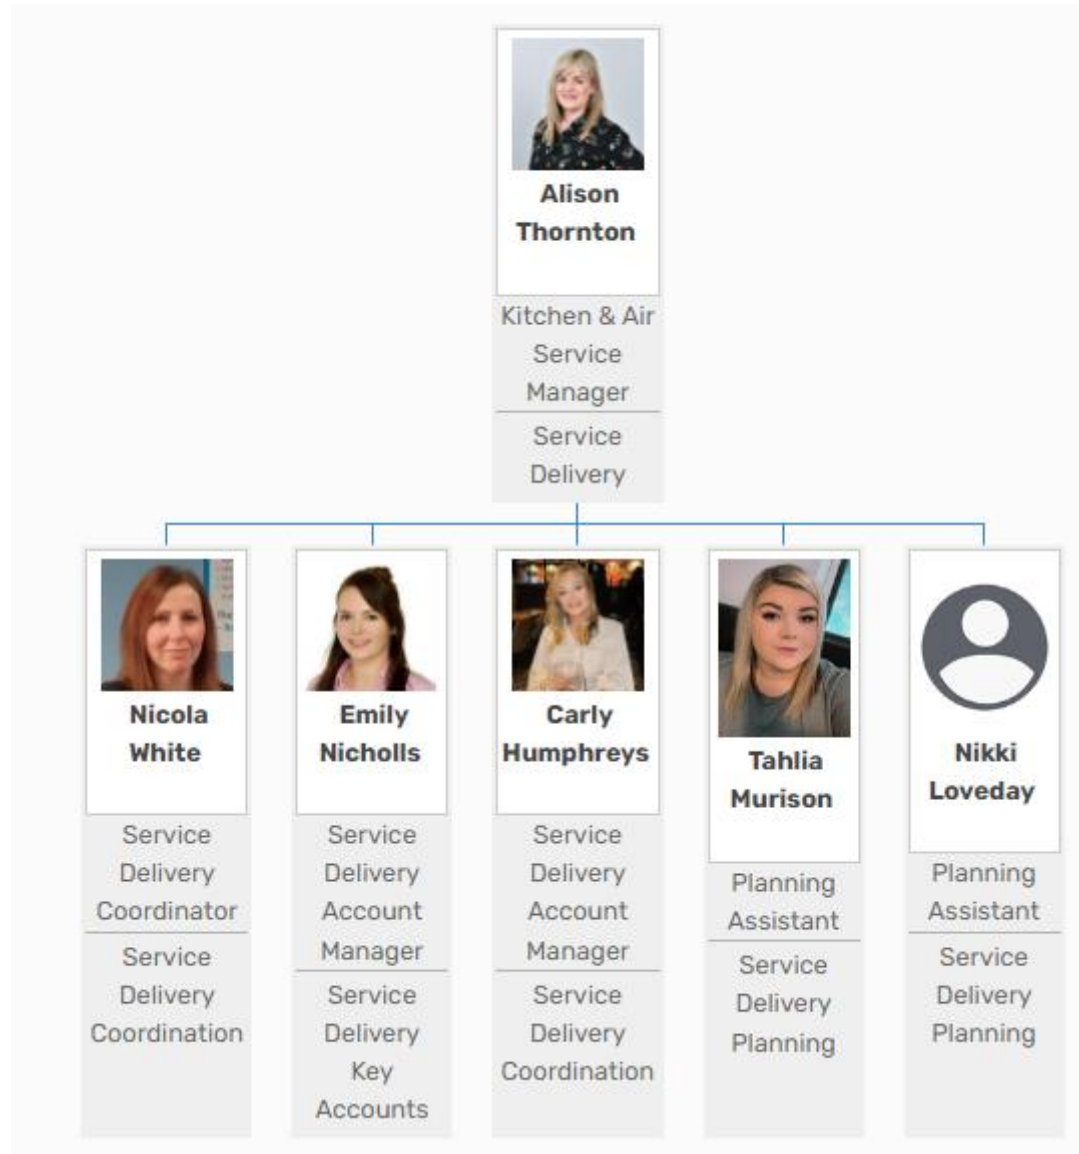 Alison
Thornton
Kitchen & Air
Service
Manager
Service
Delivery
Nicola
White
Service
Delivery
Coordinator
Service
Delivery
Coordination
Emily
Nicholls
Service
Delivery
Account
Manager
Service
Delivery
Key
Accounts
Carly
Humphreys
Service
Delivery
Account
Manager
Service
Delivery
Coordination
Tahlia
Murison
Planning
Assistant
Service
Delivery
Planning
Nikki
Loveday
Planning
Assistant
Service
Delivery
Planning